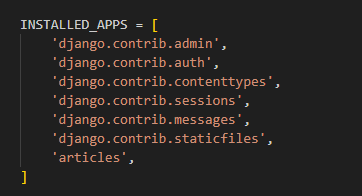 INSTALLED_APPS = [
    'django.contrib.admin',
    'django.contrib.auth',
    'django.contrib.contenttypes',
    'django.contrib.sessions',
    'django.contrib.messages',
    'django.contrib.staticfiles',
    'articles',
]